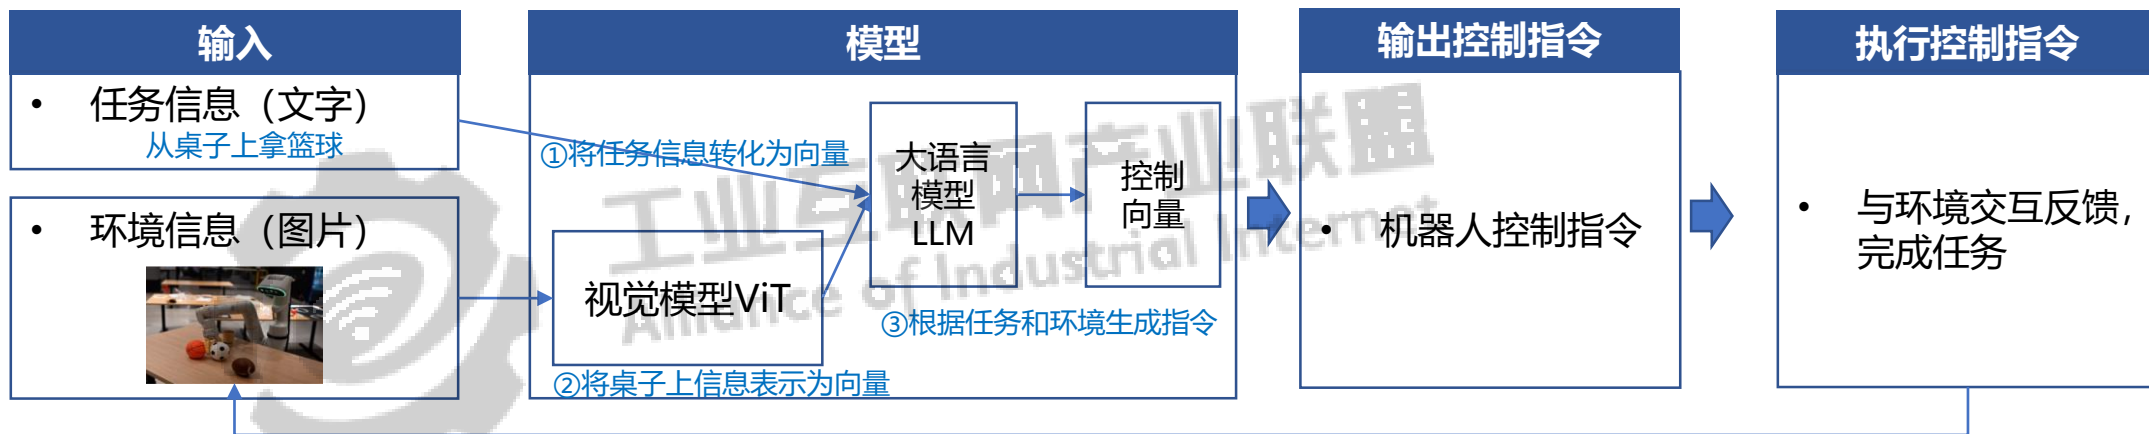 输入
• 任务信息（文字）
从桌子上拿篮球
• 环境信息（图片）
模型
①将任务信息转化为向量
视觉模型ViT
②将桌子上信息表示为向量
大语言
模型
LLM
控制
向量
③根据任务和环境生成指令
输出控制指令
• 机器人控制指令
执行控制指令
• 与环境交互反馈，
完成任务
工业互联网产业联盟
Alliance of Industrial Internet